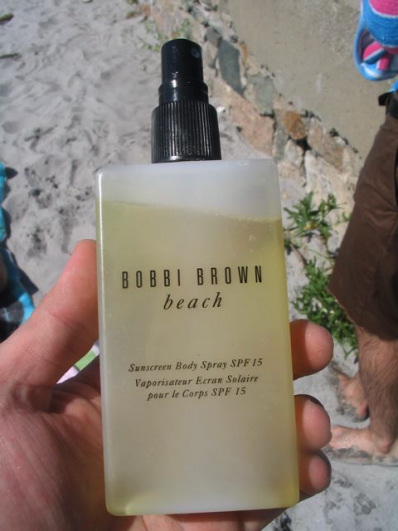 BOBBI BROWN
beach
Sunscreen Body Spray SPF 15
Vaporisateur Ecran Solaire
pour le Corps SPF 15